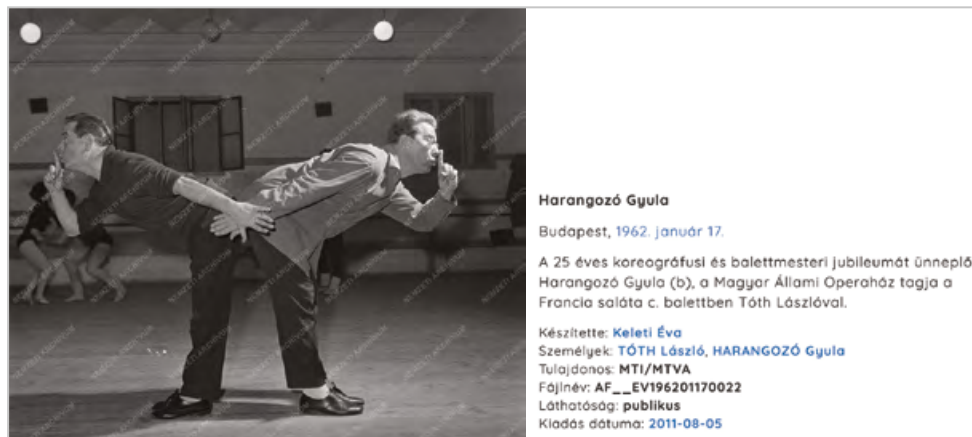 NEMZETI ARCHÍVUM
Harangozó Gyula
Budapest, 1962. január 17.
A 25 éves koreográfusi és balettmesteri jubileumát ünneplő
Harangozó Gyula (b), a Magyar Állami Operaház tagja a
Francia saláta c. balettben Tóth Lászlóval.
Készítette: Keleti Éva
Személyek: TÓTH László, HARANGOZÓ Gyula
Tulajdonos: MTI/MTVA
Fájlnév: AF__EV196201170022
Láthatóság: publikus
Kiadás dátuma: 2011-08-05